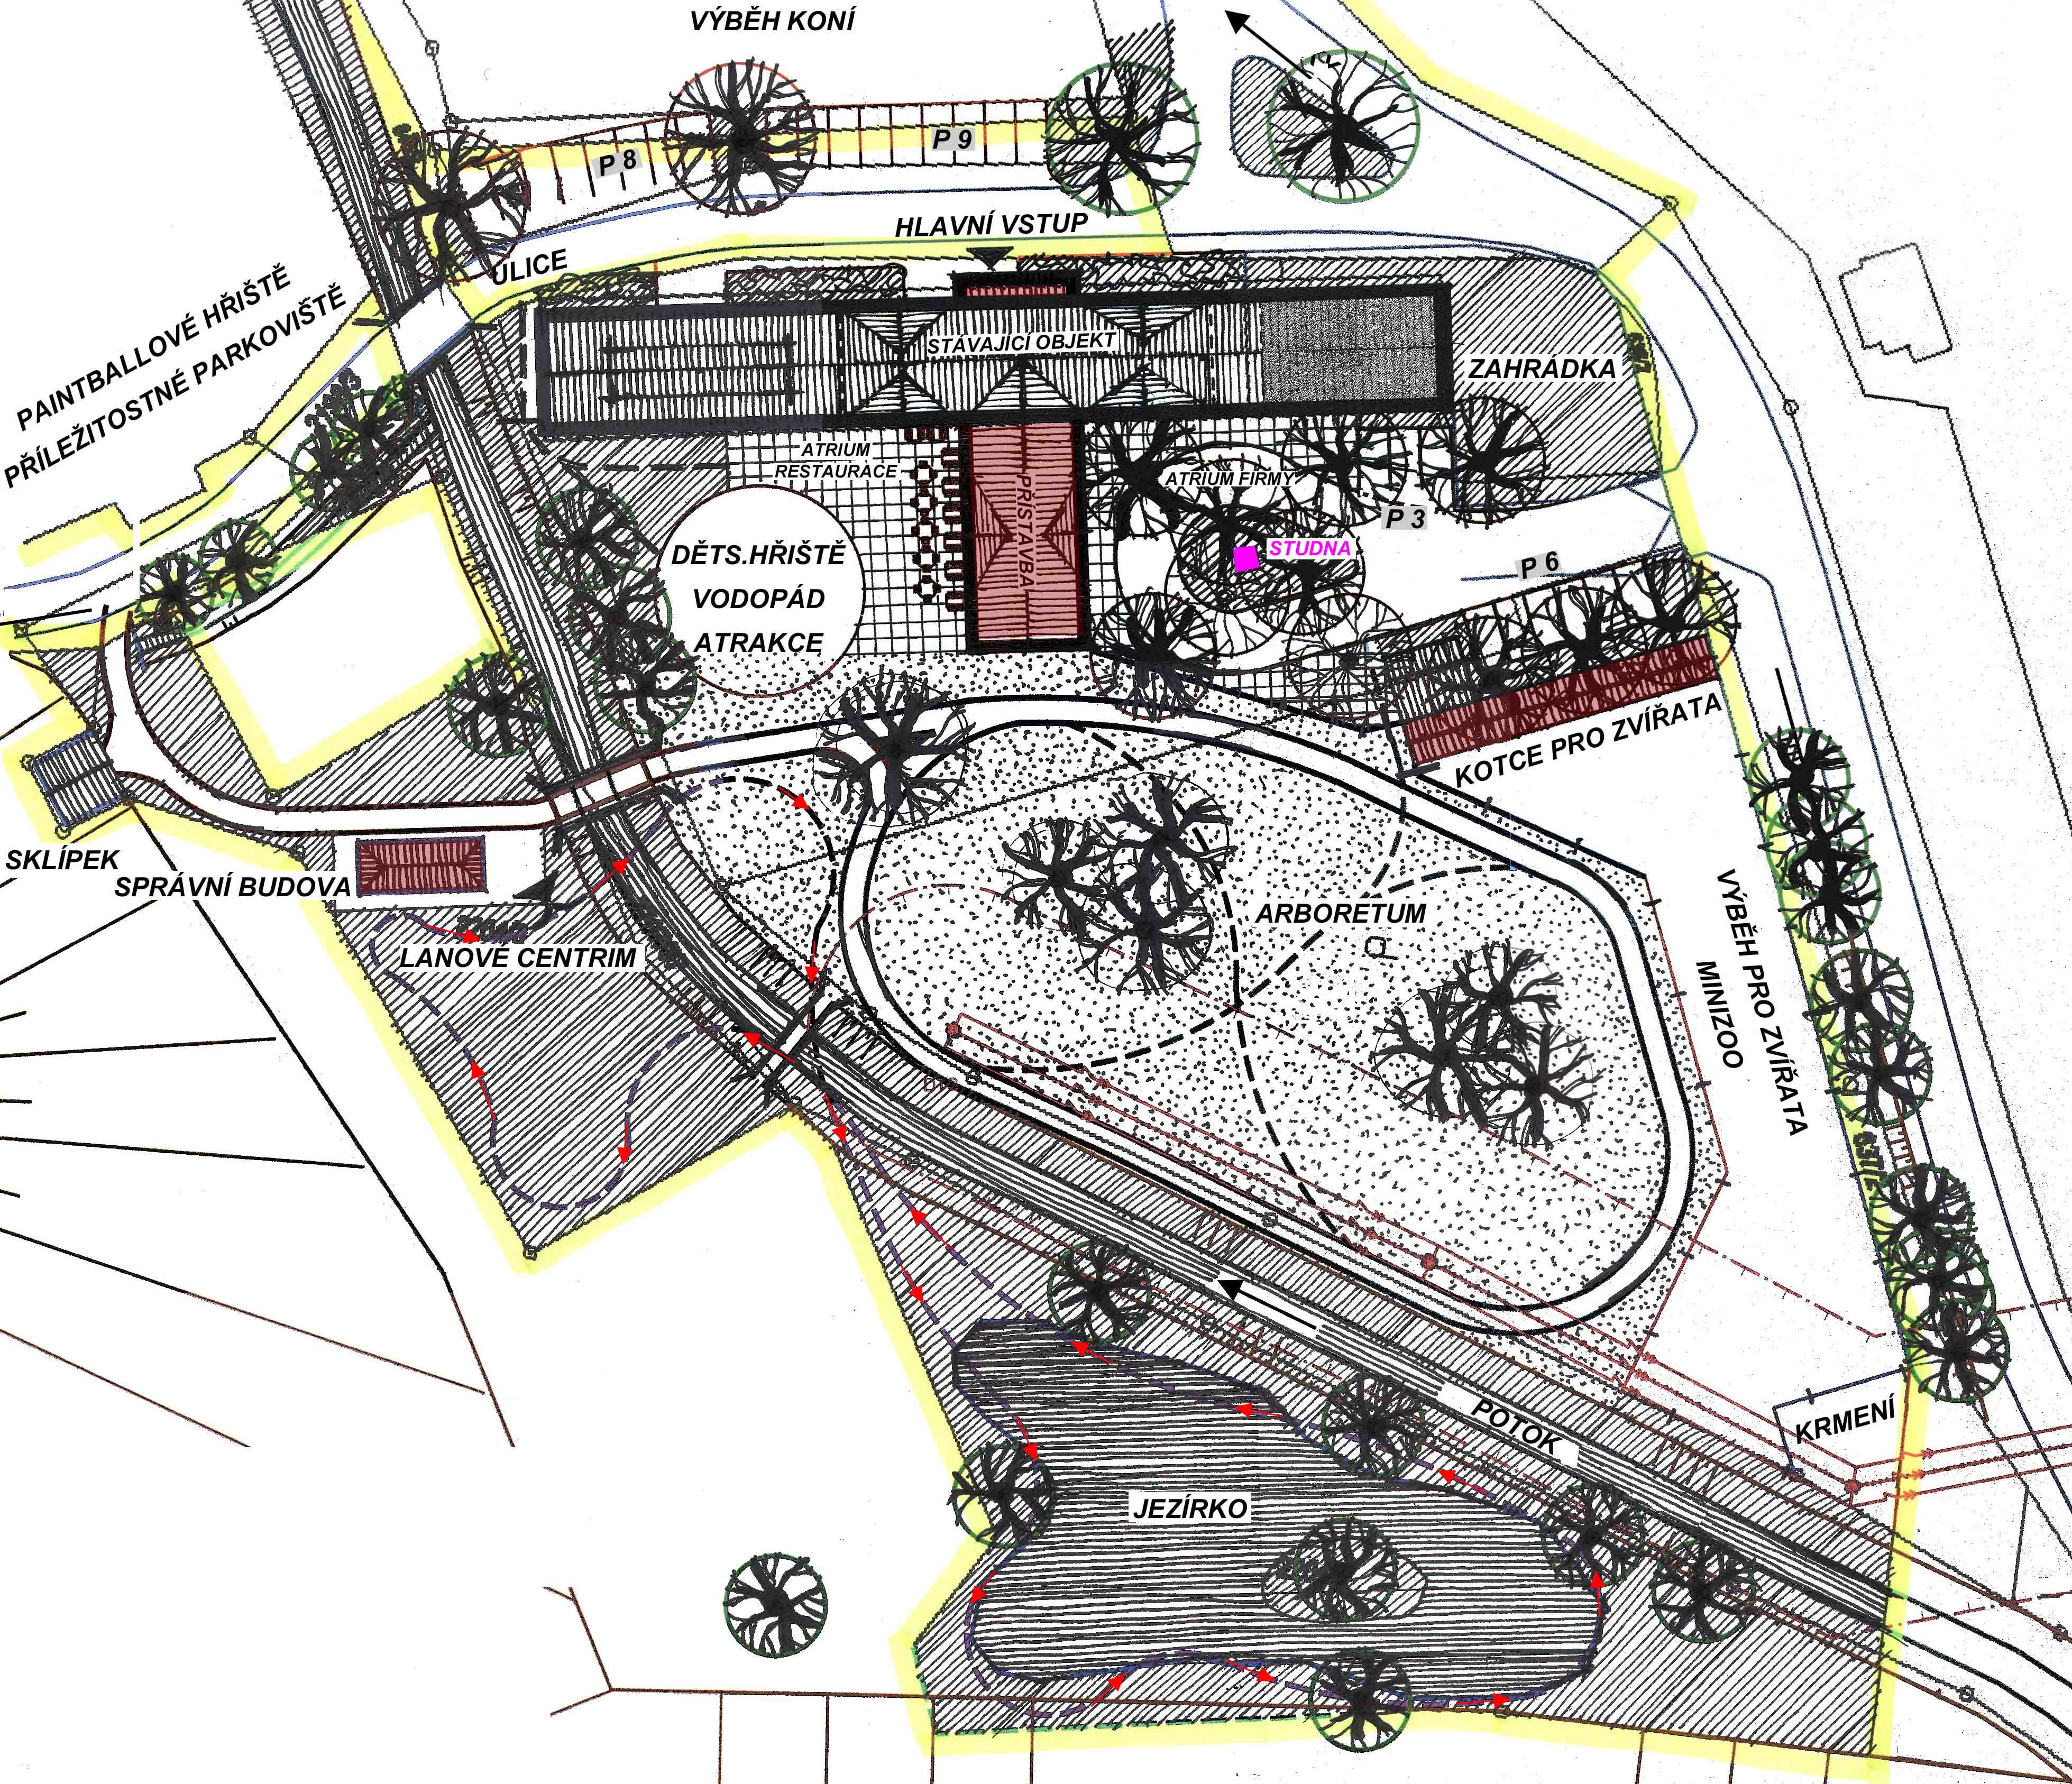 VÝBĚH KONÍ
P 8
P 9
HLAVNÍ VSTUP
ULICE
PAINTBALLOVÉ HŘIŠTĚ
PŘÍLEŽITOSTNÉ PARKOVIŠTĚ
STÁVAJÍCÍ OBJEKT
ZAHRÁDKA
ATRIUM
RESTAURACE
ATRIUM FIRMY
P 3
PŘÍSTAVBA
STUDNA
P 6
DĚTS.HŘIŠTĚ
VODOPÁD
ATRAKCE
KOTCE PRO ZVÍŘATA
SKLÍPEK
SPRÁVNÍ BUDOVA
ARBORETUM
VÝBĚH PRO ZVÍŘATA
MINIZOO
LANOVE CENTRIM
POTOK
KRMENÍ
JEZÍRKO